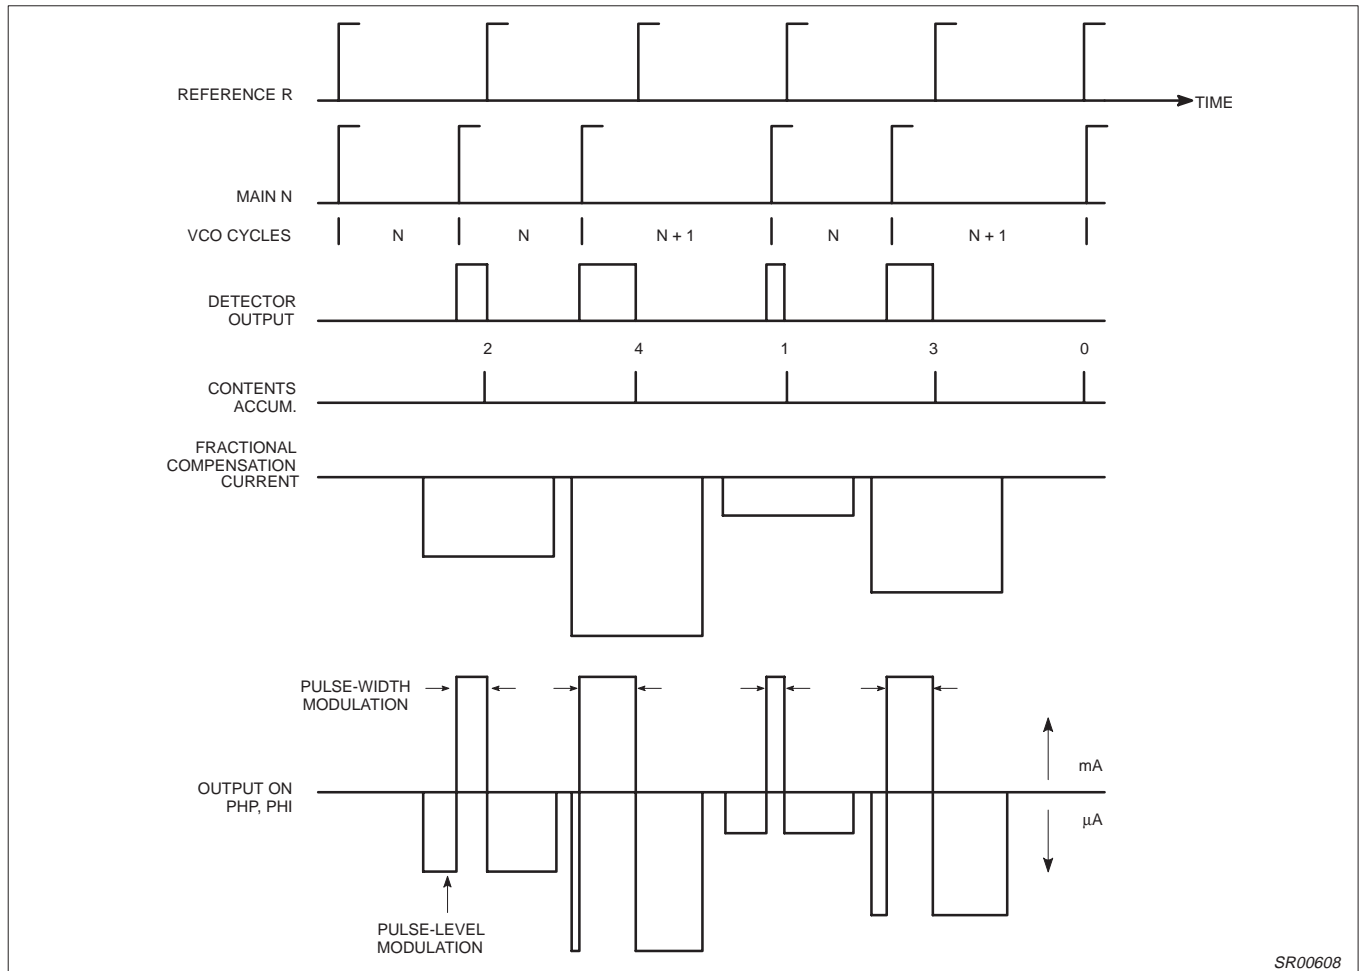 REFERENCE R
TIME
MAIN N
VCO CYCLES
N
N
N + 1
N
N + 1
DETECTOR
OUTPUT
2
4
1
3
0
CONTENTS
ACCUM.
FRACTIONAL
COMPENSATION
CURRENT
PULSE-WIDTH
MODULATION
mA
OUTPUT ON
PHP, PHI
μA
PULSE-LEVEL
MODULATION
SR00608